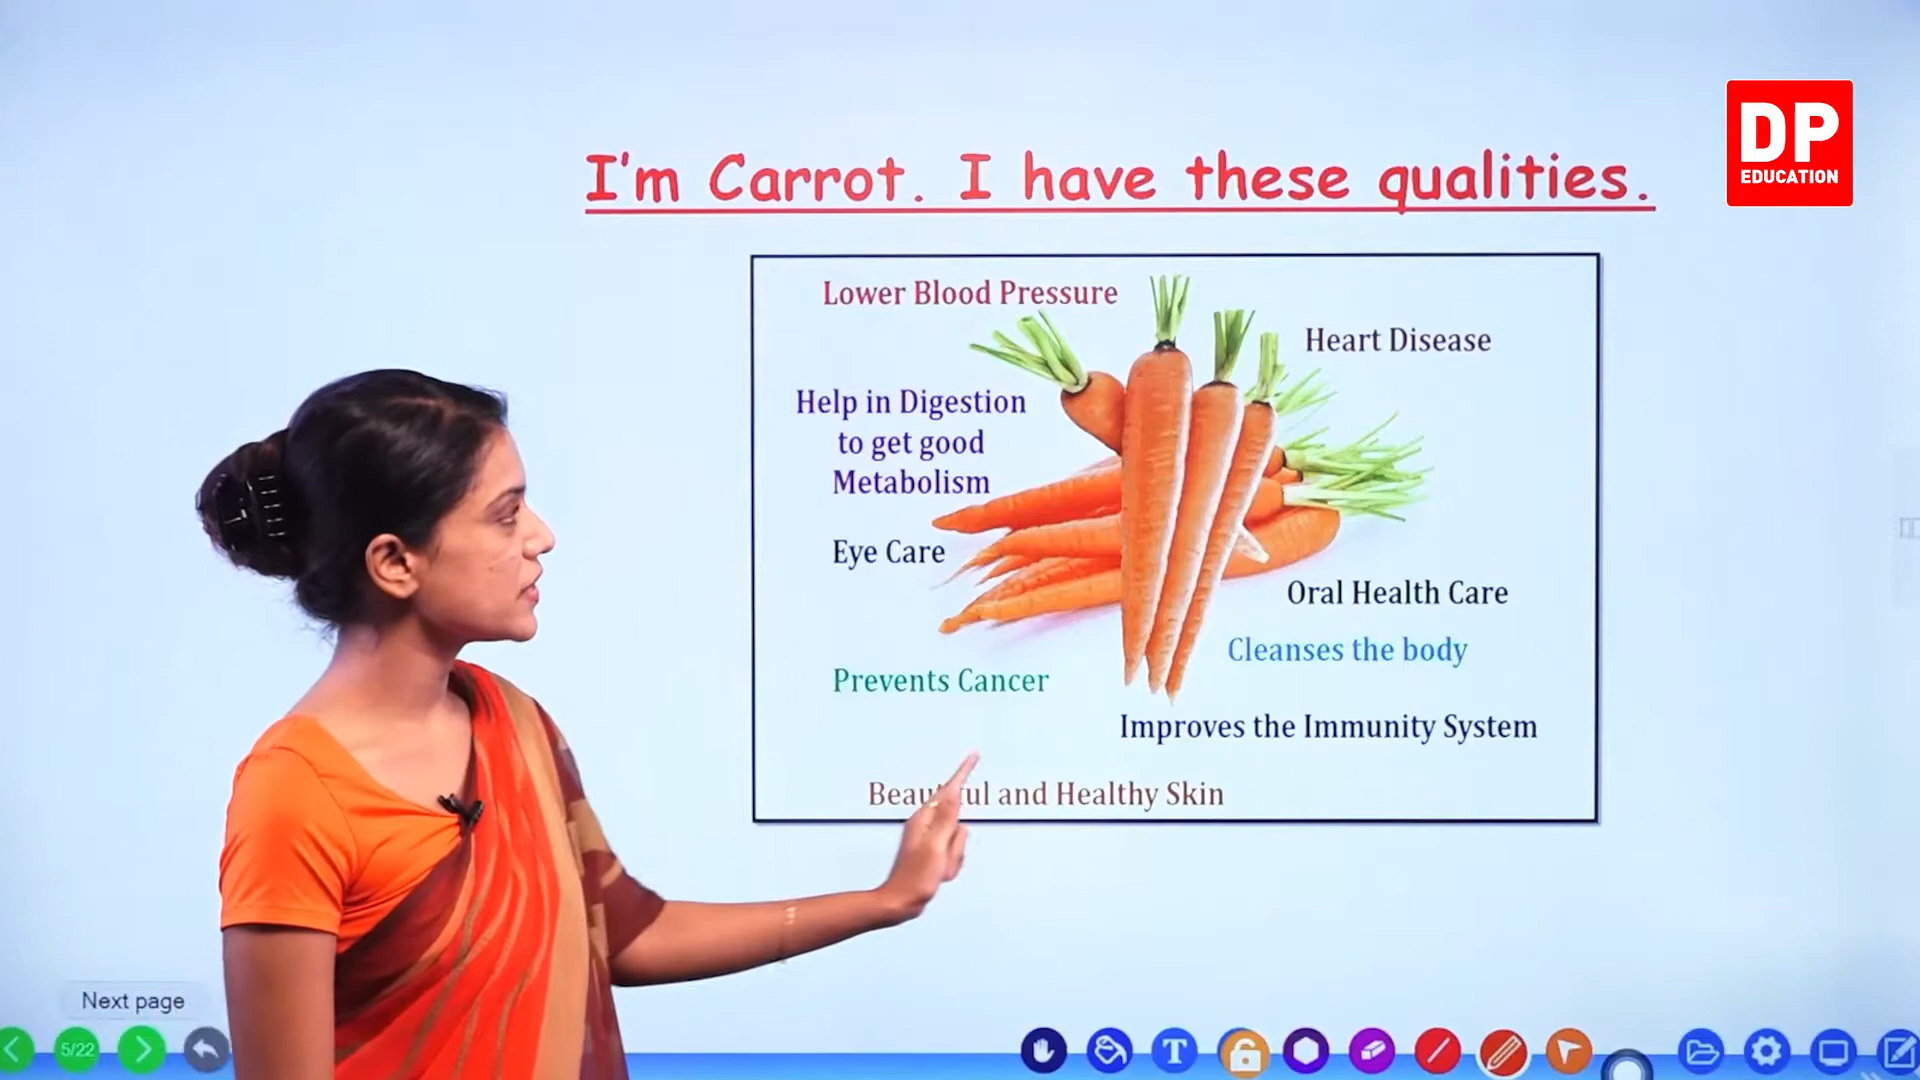 DP
EDUCATION
I'm Carrot. I have these qualities.
Lower Blood Pressure
Heart Disease
Help in Digestion
to get good
Metabolism
Eye Care
Oral Health Care
Cleanses the body
Prevents Cancer
Improves the Immunity System
and Healthy Skin
Next page
5/22
T